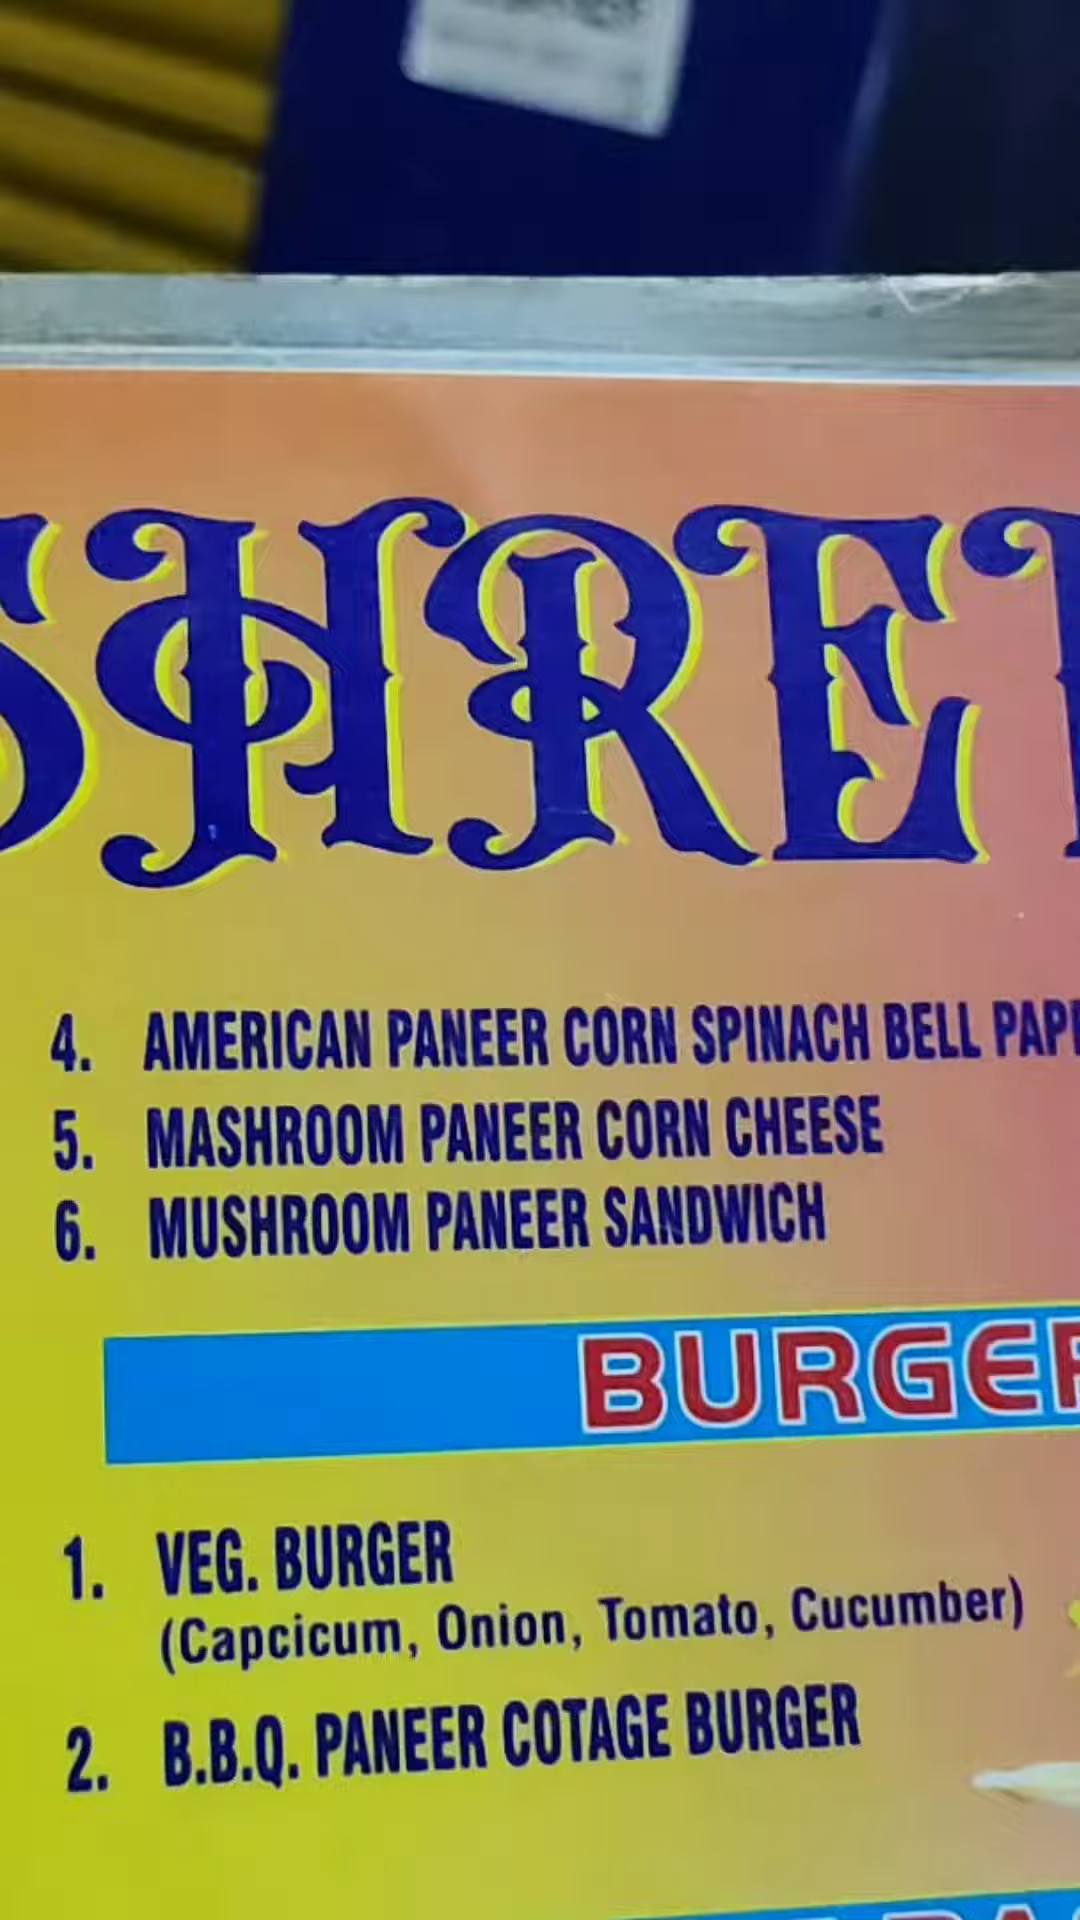 SHRE
4. AMERICAN PANEER CORN SPINACH BELL
5. MASHROOM PANEER CORN CHEESE
6. MUSHROOM PANEER SANDWICH
BURGER
1. VEG. BURGER
(Capcicum, Onion, Tomato, Cucumber)
2. B.B.Q. PANEER COTAGE BURGER